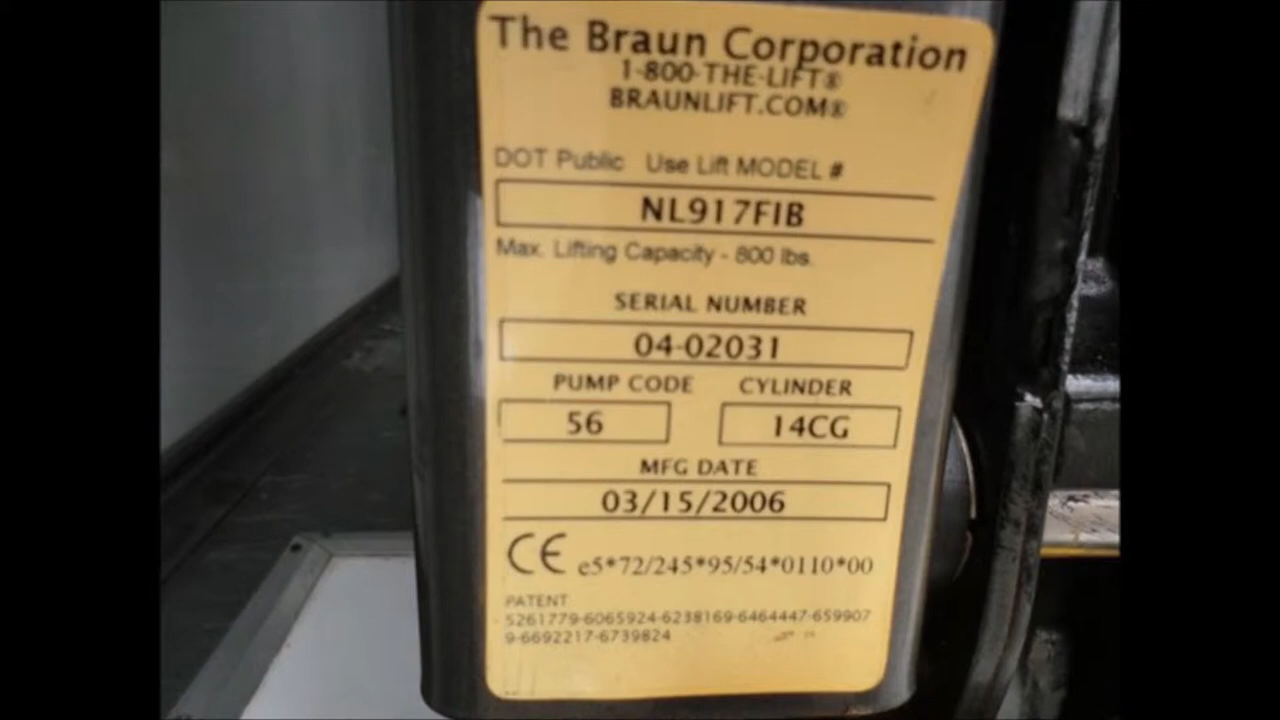 The Braun Corporation
1-800-THE-LIFT®
BRAUNLIFT.COM®
DOT Public Use Lift MODEL #
NL917FIB
Max. Lifting Capacity - 800 lbs.
SERIAL NUMBER
04-02031
PUMP CODE CYLINDER
56 14CG
MFG DATE
03/15/2006
CE e5*72/245*95/54*0110*00
PATENT
5261779-6065924-6238169-6464447-659907
9-6692217-6739824